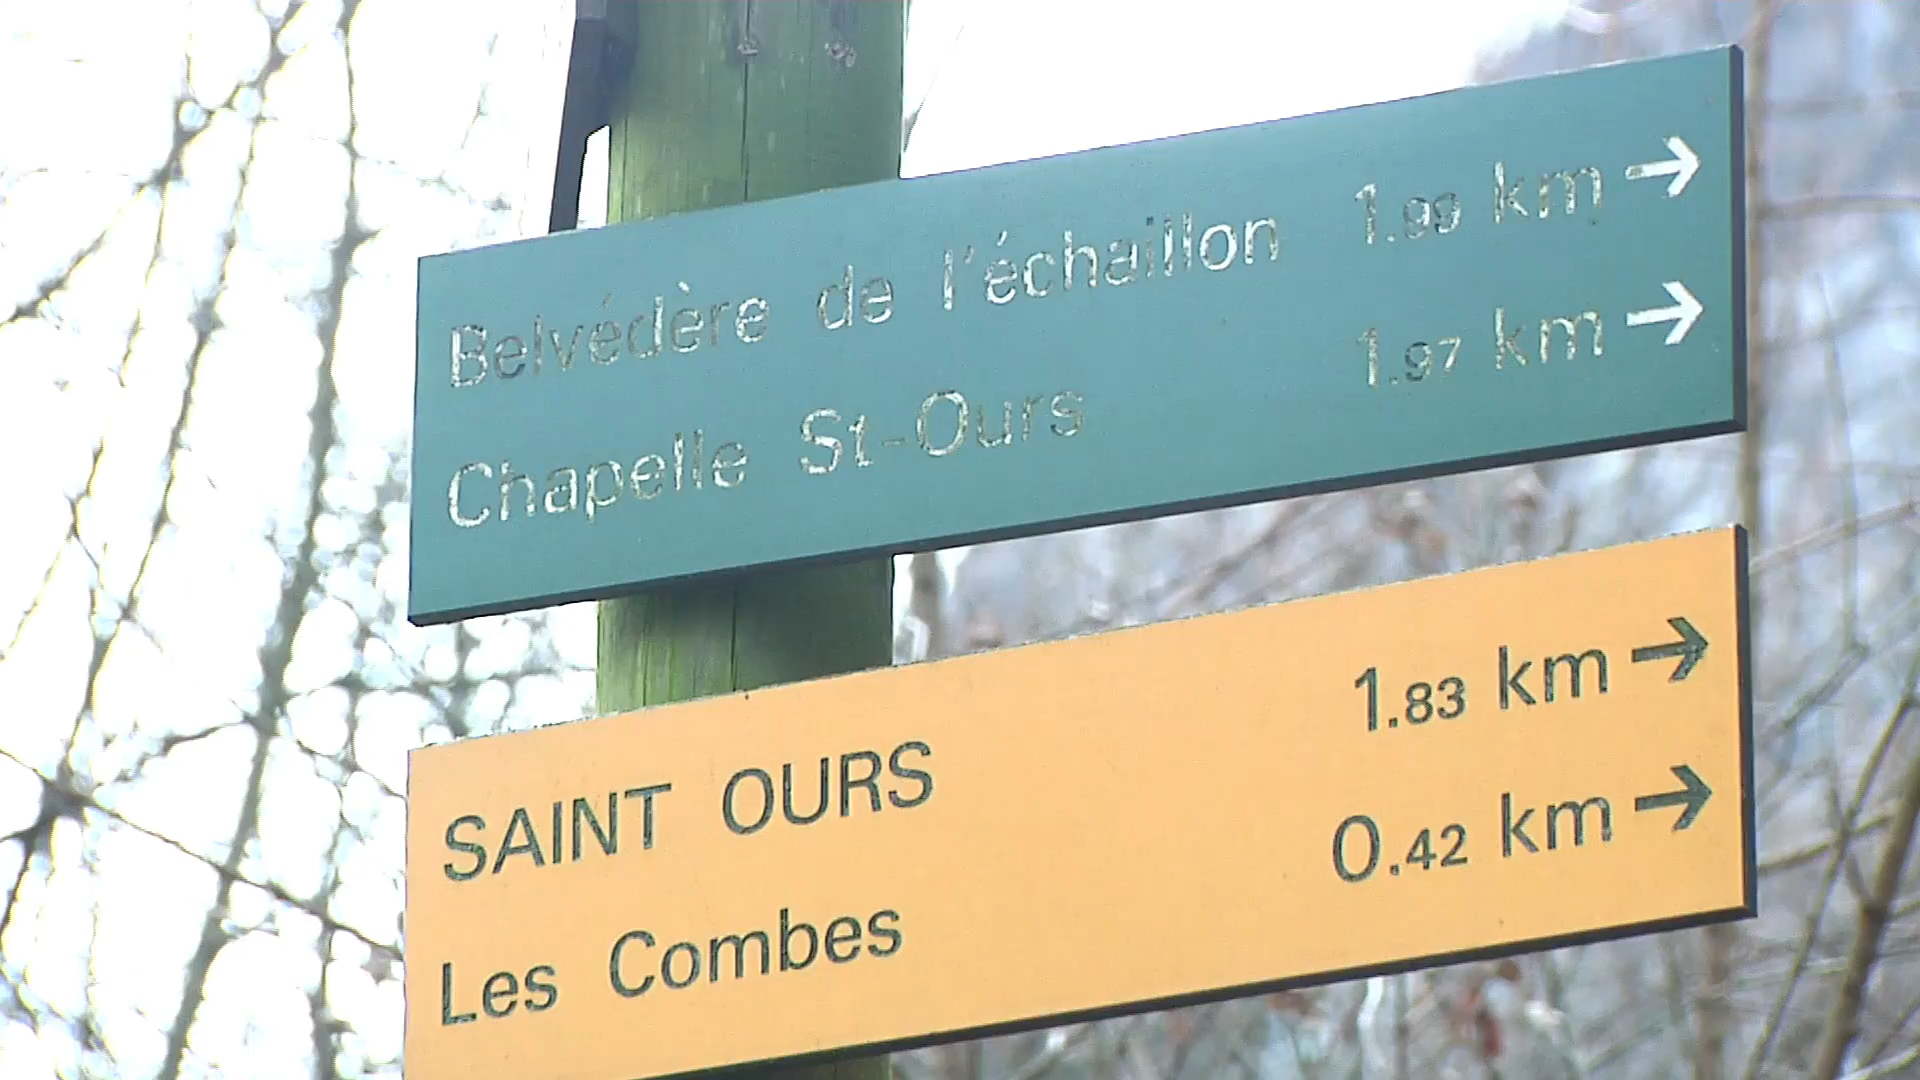 Belvédère de l'échaillon 1.99 km →
Chapelle St-Ours 1.97 km →
SAINT OURS 1.83 km →
Les Combes 0.42 km →